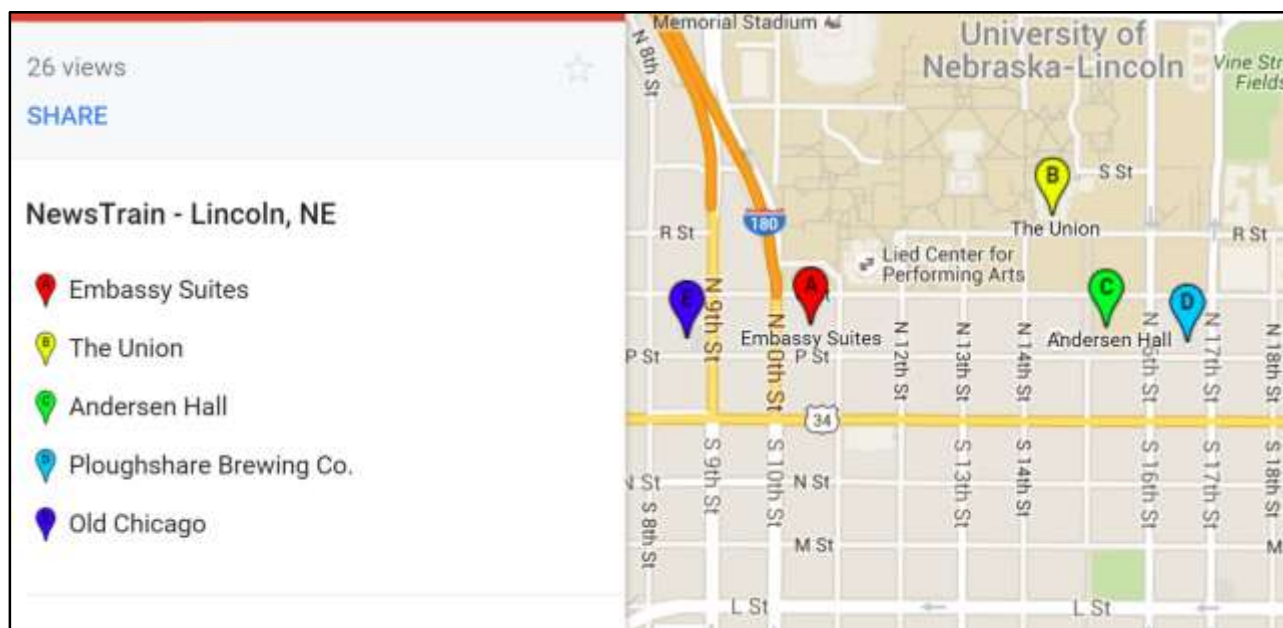 26 views
SHARE
NewsTrain - Lincoln, NE
A Embassy Suites
B The Union
C Andersen Hall
D Ploughshare Brewing Co.
Old Chicago
Memorial Stadium
University of
Nebraska-Lincoln
Vine Str
Fields
N 8th St
B
S St
The Union
180
R St
R St
Lied Center for
Performing Arts
E
A
C
D
N 9th St
Embassy Suites
Andersen Hall
P St
P St
N 10th St
N 12th St
N 13th St
N 14th St
N 17th St
N 18th St
34
S 9th St
S 10th St
S 13th St
S 14th St
S 16th St
S 17th St
S 18th St
N St
N St
S 8th St
M St
M
L St
L St